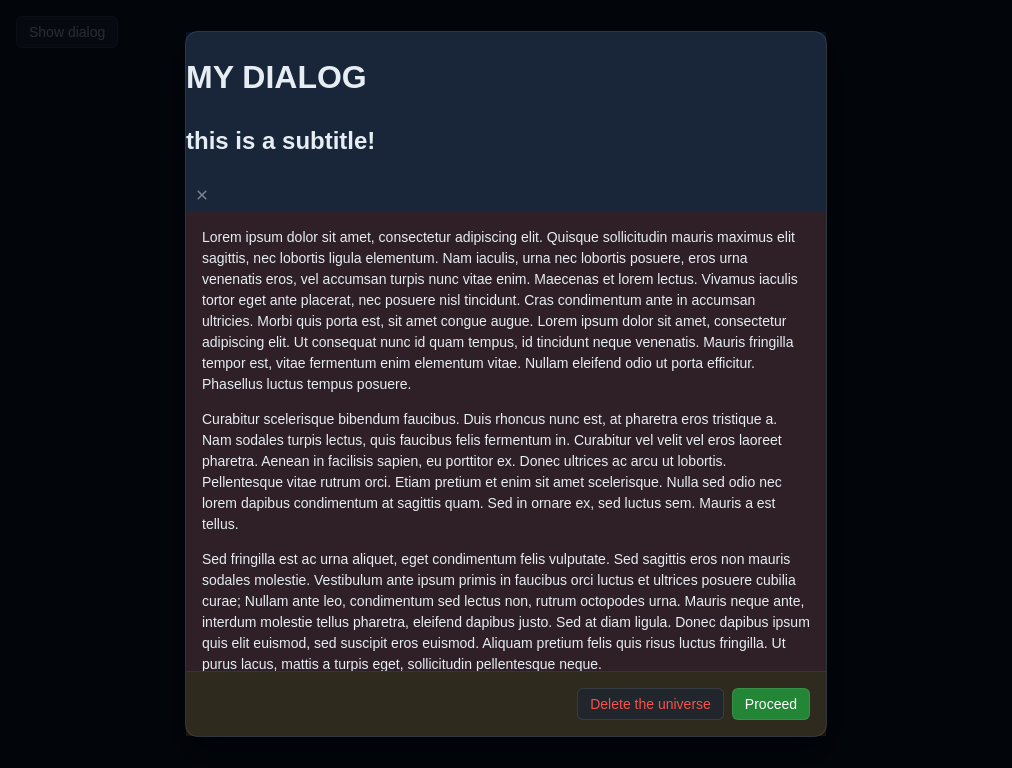 Show dialog
MY DIALOG
this is a subtitle!
×
Lorem ipsum dolor sit amet, consectetur adipiscing elit. Quisque sollicitudin mauris maximus elit
sagittis, nec lobortis ligula elementum. Nam iaculis, urna nec lobortis posuere, eros urna
venenatis eros, vel accumsan turpis nunc vitae enim. Maecenas et lorem lectus. Vivamus iaculis
tortor eget ante placerat, nec posuere nisl tincidunt. Cras condimentum ante in accumsan
ultricies. Morbi quis porta est, sit amet congue augue. Lorem ipsum dolor sit amet, consectetur
adipiscing elit. Ut consequat nunc id quam tempus, id tincidunt neque venenatis. Mauris fringilla
tempor est, vitae fermentum enim elementum vitae. Nullam eleifend odio ut porta efficitur.
Phasellus luctus tempus posuere.
Curabitur scelerisque bibendum faucibus. Duis rhoncus nunc est, at pharetra eros tristique a.
Nam sodales turpis lectus, quis faucibus felis fermentum in. Curabitur vel velit vel eros laoreet
pharetra. Aenean in facilisis sapien, eu porttitor ex. Donec ultrices ac arcu ut lobortis.
Pellentesque vitae rutrum orci. Etiam pretium et enim sit amet scelerisque. Nulla sed odio nec
lorem dapibus condimentum at sagittis quam. Sed in ornare ex, sed luctus sem. Mauris a est
tellus.
Sed fringilla est ac urna aliquet, eget condimentum felis vulputate. Sed sagittis eros non mauris
sodales molestie. Vestibulum ante ipsum primis in faucibus orci luctus et ultrices posuere cubilia
curae; Nullam ante leo, condimentum sed lectus non, rutrum octopodes urna. Mauris neque ante,
interdum molestie tellus pharetra, eleifend dapibus justo. Sed at diam ligula. Donec dapibus ipsum
quis elit euismod, sed suscipit eros euismod. Aliquam pretium felis quis risus luctus fringilla. Ut
purus lacus, mattis a turpis eget, sollicitudin pellentesque neque.
Delete the universe
Proceed